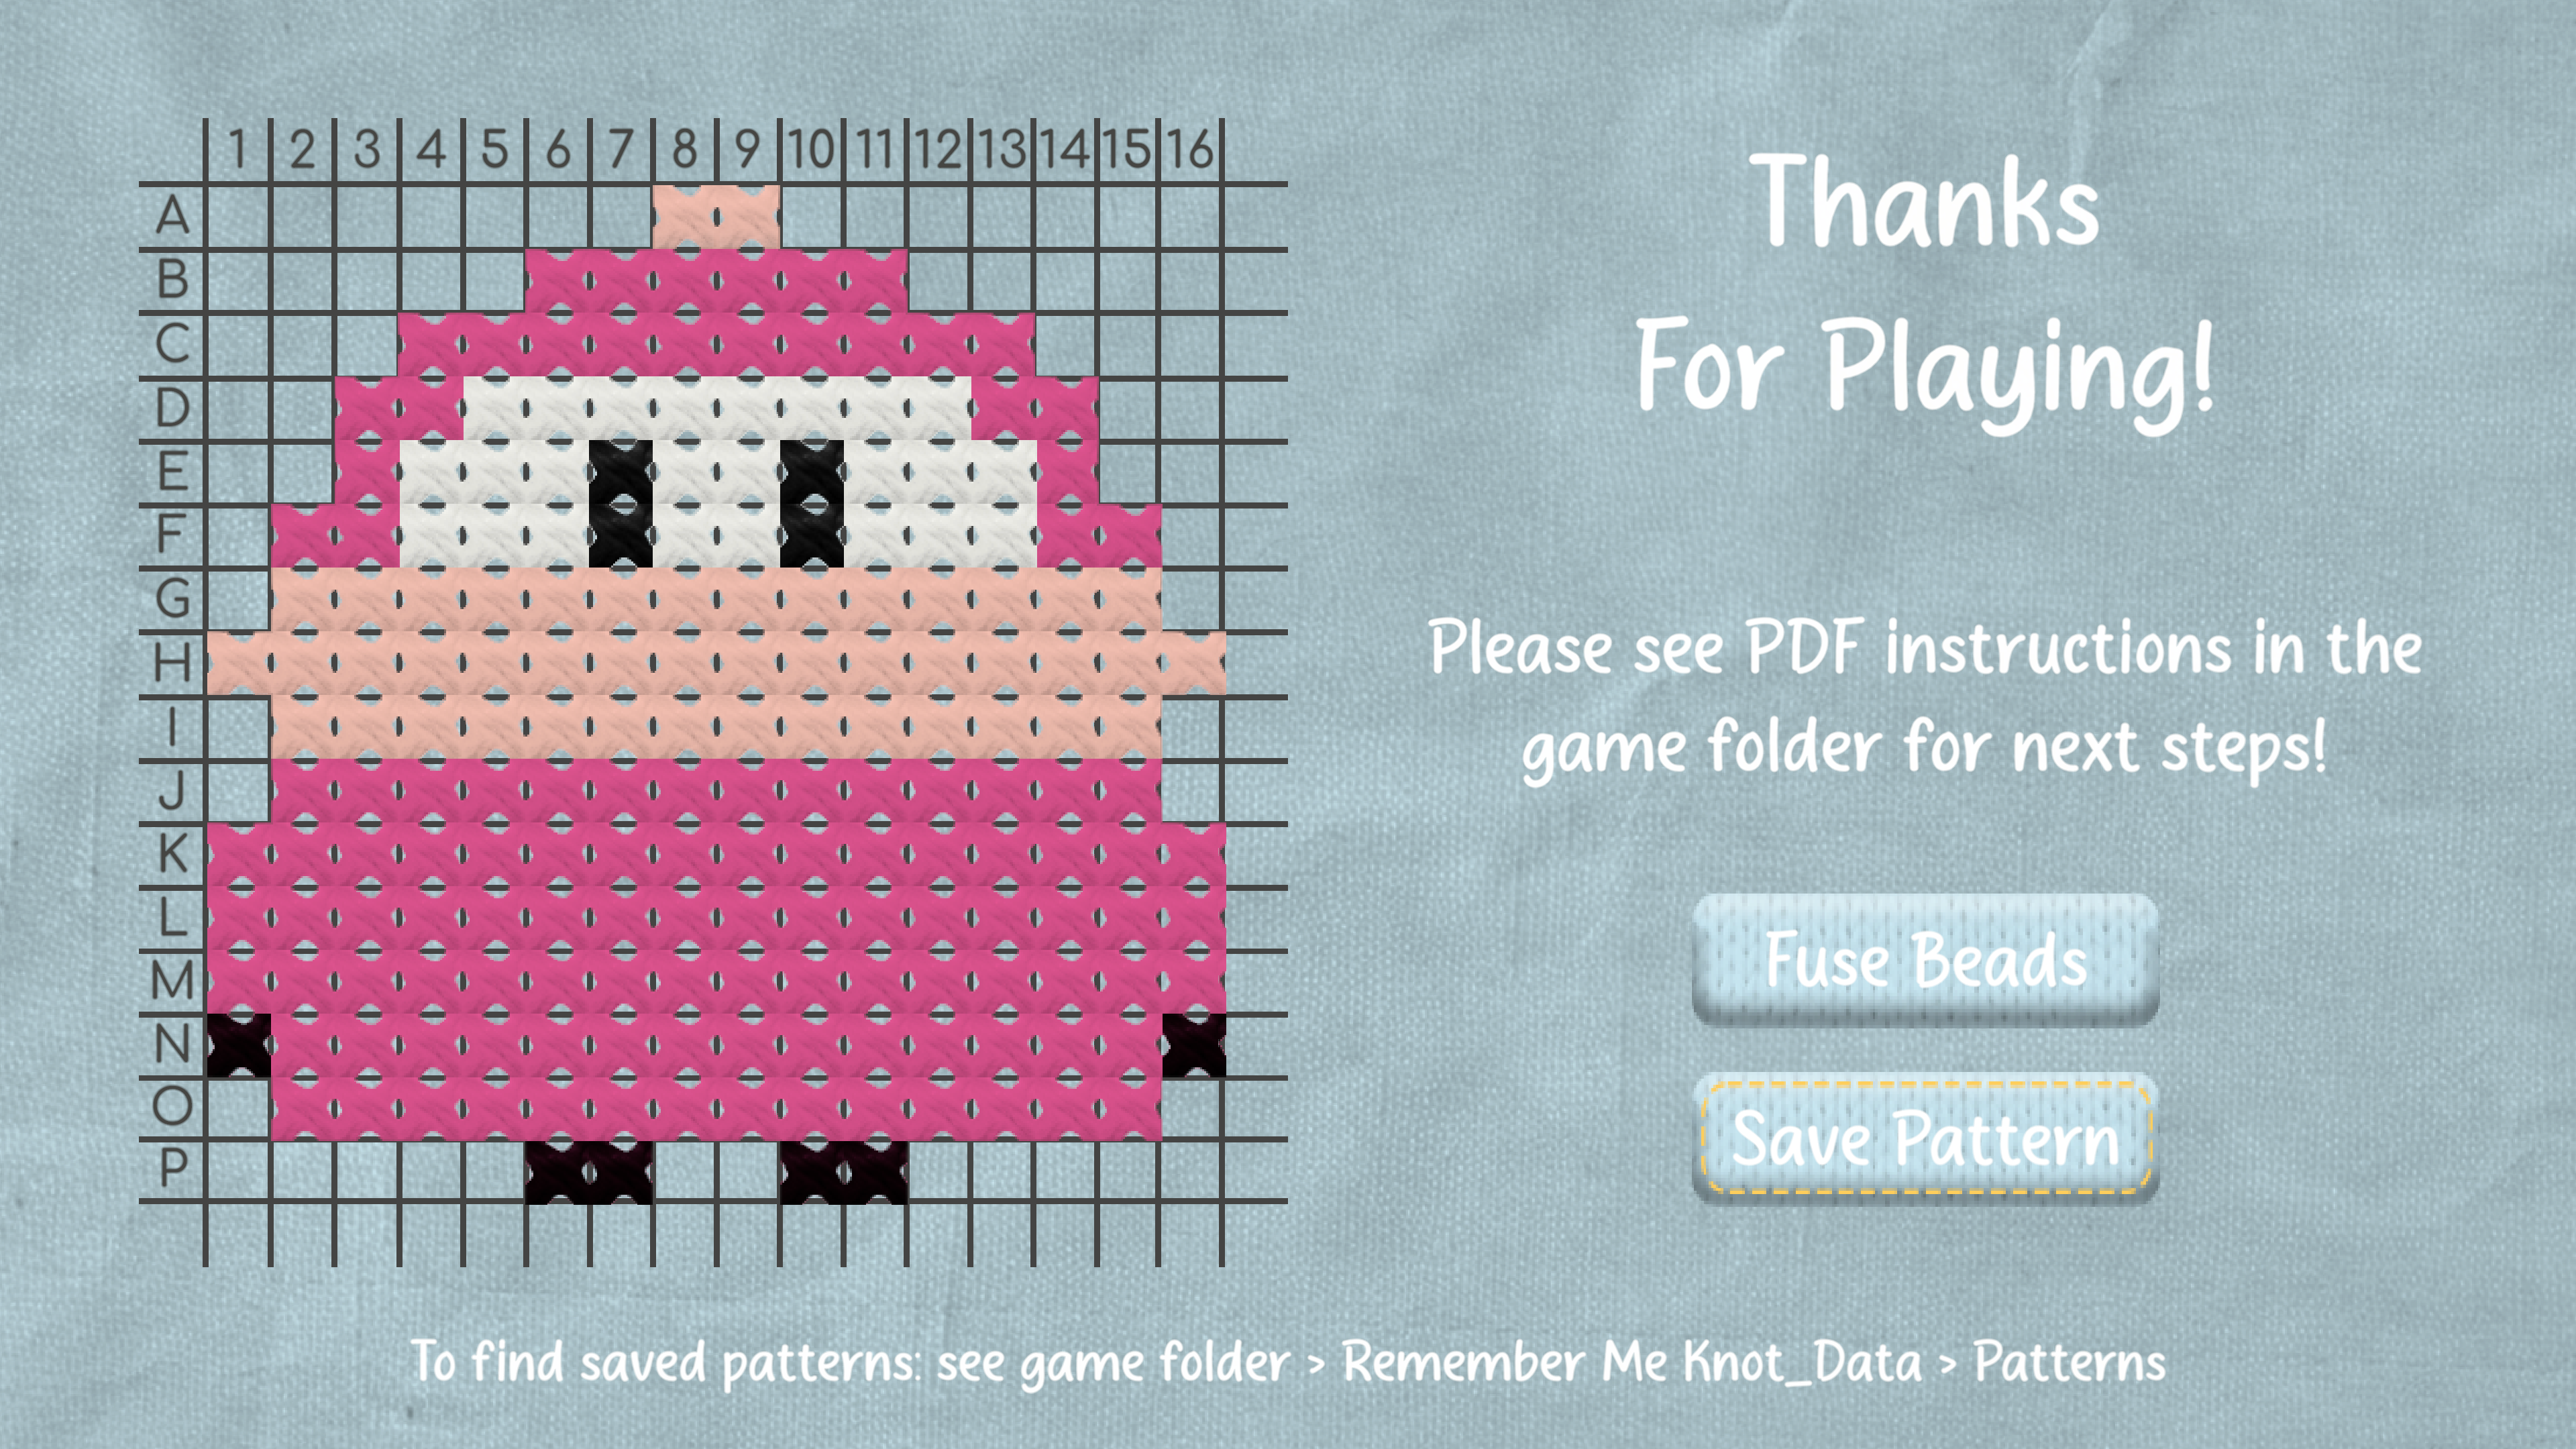 1 2 3 4 5 6 7 8 9 10 11 12 13 14 15 16
A
B
C
D
E
F
G
H
I
J
K
L
M
N
O
P
Thanks
For Playing!
Please see PDF instructions in the
game folder for next steps!
Fuse Beads
Save Pattern
To find saved patterns: see game folder > Remember Me Knot_Data > Patterns